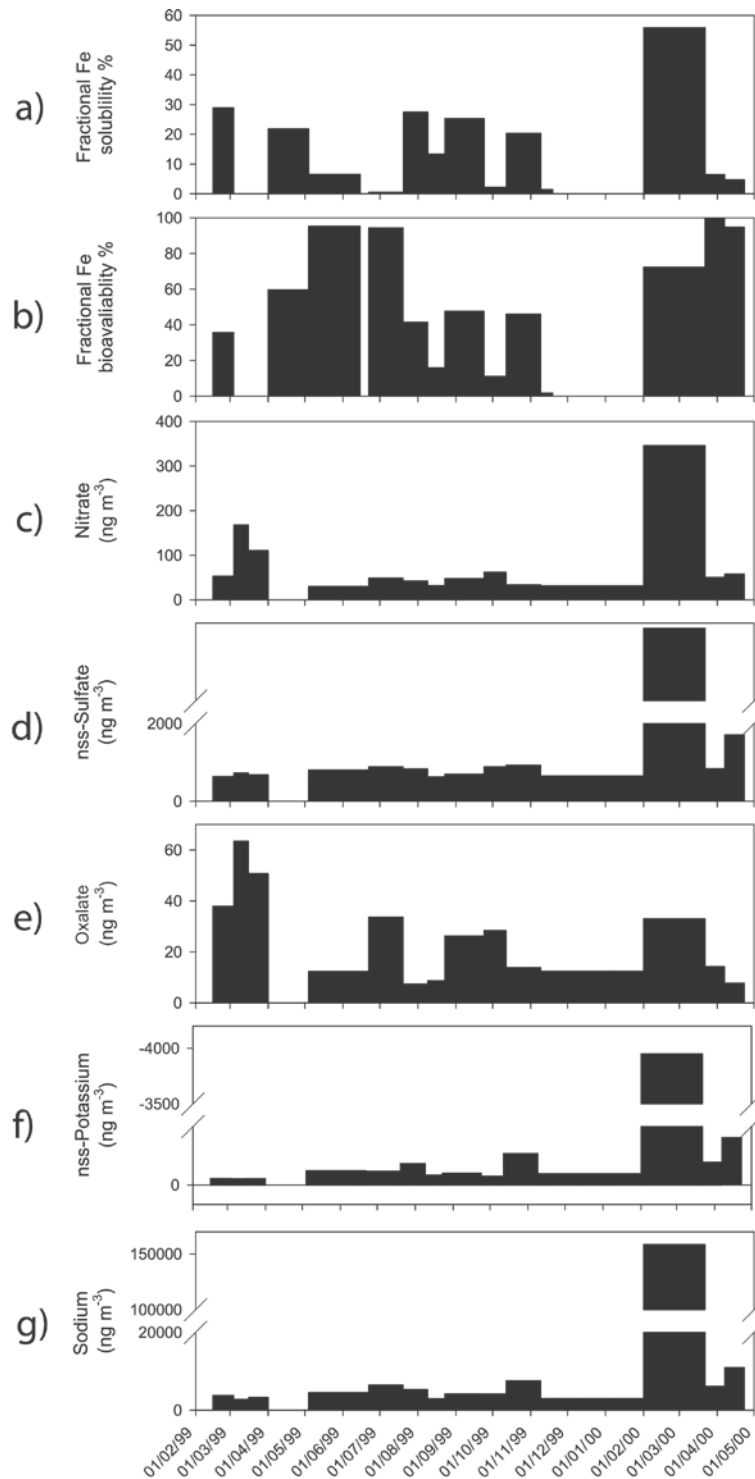 a)
Fractional Fe
solublility %
60
50
40
30
20
10
0
b)
Fractional Fe
bioavaliablity %
100
80
60
40
20
0
c)
Nitrate
(ng m-3)
400
300
200
100
0
d)
nss-Sulfate
(ng m-3)
2000
0
e)
Oxalate
(ng m-3)
60
40
20
0
f)
nss-Potassium
(ng m-3)
-4000
-3500
0
g)
Sodium
(ng m-3)
150000
100000
20000
0
01/02/99
01/03/99
01/04/99
01/05/99
01/06/99
01/07/99
01/08/99
01/09/99
01/10/99
01/11/99
01/12/99
01/01/00
01/02/00
01/03/00
01/04/00
01/05/00